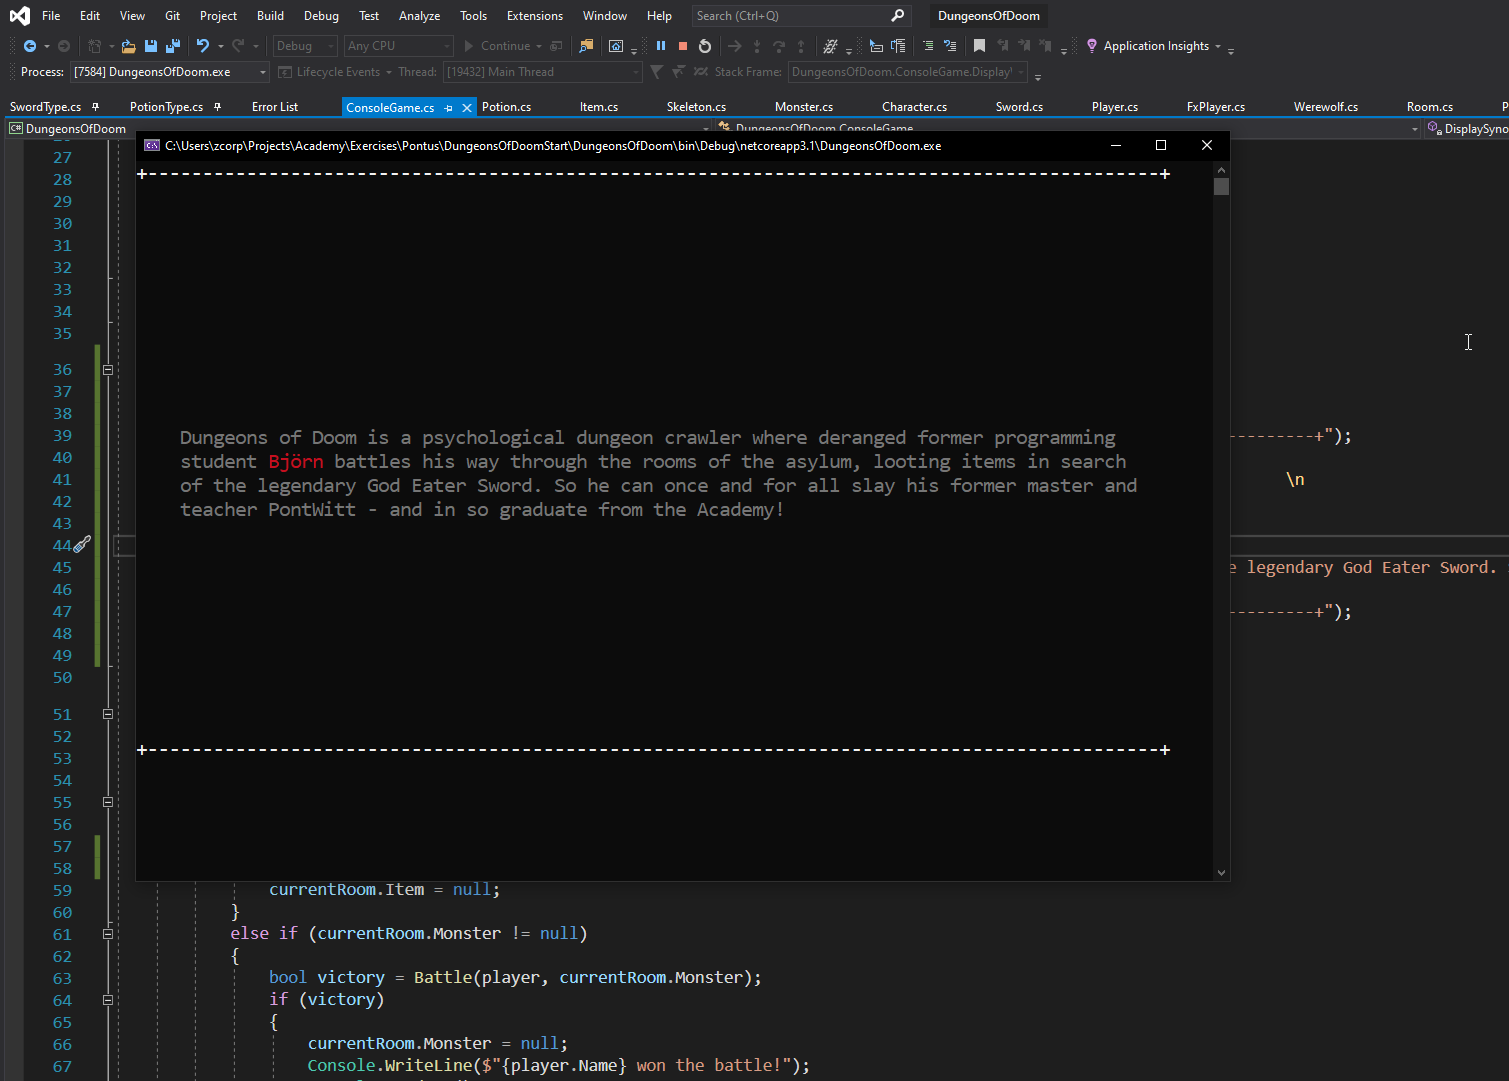 File Edit View Git Project Build Debug Test Analyze Tools Extensions Window Help Search (Ctrl+Q) DungeonsOfDoom
Debug Any CPU Continue Application Insights
Process: [7584] DungeonsOfDoom.exe Lifecycle Events Thread: [19432] Main Thread Stack Frame: DungeonsOfDoom.ConsoleGame.Display
SwordType.cs PotionType.cs Error List ConsoleGame.cs Potion.cs Item.cs Skeleton.cs Monster.cs Character.cs Sword.cs Player.cs FxPlayer.cs Werewolf.cs Room.cs P
C# DungeonsOfDoom DungeonsOfDoom.ConsoleGame DisplaySyno
C:\Users\zcorp\Projects\Academy\Exercises\Pontus\DungeonsOfDoomStart\DungeonsOfDoom\bin\Debug\netcoreapp3.1\DungeonsOfDoom.exe
27
28
29
30
31
32
33
34
35
36
37
38
39 ---------+");
40
41 \n
42
43
44
45 e legendary God Eater Sword.
46
47 ---------+");
48
49
50
51
52
53
54
55
56
57
58
+--------------------------------------------------------------------------------------------+
Dungeons of Doom is a psychological dungeon crawler where deranged former programming
student Björn battles his way through the rooms of the asylum, looting items in search
of the legendary God Eater Sword. So he can once and for all slay his former master and
teacher PontWitt - and in so graduate from the Academy!
+--------------------------------------------------------------------------------------------+
59 currentRoom.Item = null;
60 }
61 else if (currentRoom.Monster != null)
62 {
63 bool victory = Battle(player, currentRoom.Monster);
64 if (victory)
65 {
66 currentRoom.Monster = null;
67 Console.WriteLine($"{player.Name} won the battle!");